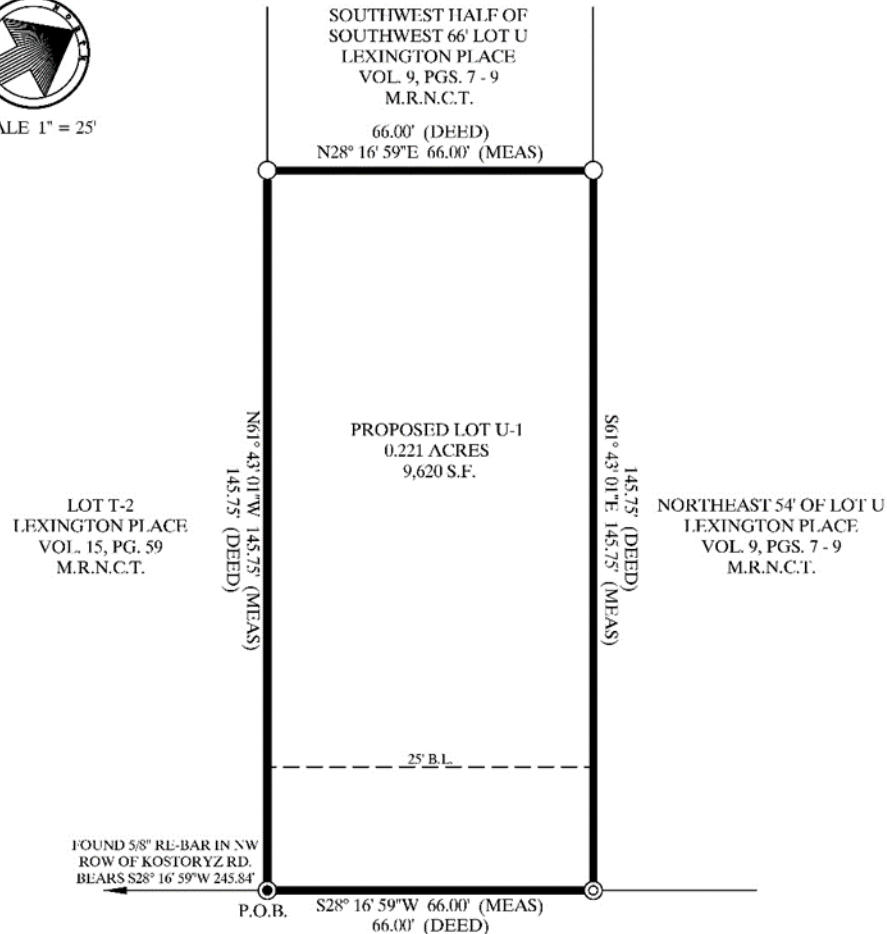 North
ALE 1" = 25'
SOUTHWEST HALF OF
SOUTHWEST 66' LOT U
LEXINGTON PLACE
VOL. 9, PGS. 7 - 9
M.R.N.C.T.
66.00' (DEED)
N28° 16' 59"E 66.00' (MEAS)
N61° 43' 01"W 145.75' (MEAS)
145.75' (DEED)
PROPOSED LOT U-1
0.221 ACRES
9,620 S.F.
145.75' (DEED)
S61° 43' 01"E 145.75' (MEAS)
LOT T-2
LEXINGTON PLACE
VOL. 15, PG. 59
M.R.N.C.T.
NORTHEAST 54' OF LOT U
LEXINGTON PLACE
VOL. 9, PGS. 7 - 9
M.R.N.C.T.
25' B.L.
FOUND 5/8" RE-BAR IN NW
ROW OF KOSTORYZ RD.
BEARS S28° 16' 59"W 245.84'
P.O.B.
S28° 16' 59"W 66.00' (MEAS)
66.00' (DEED)